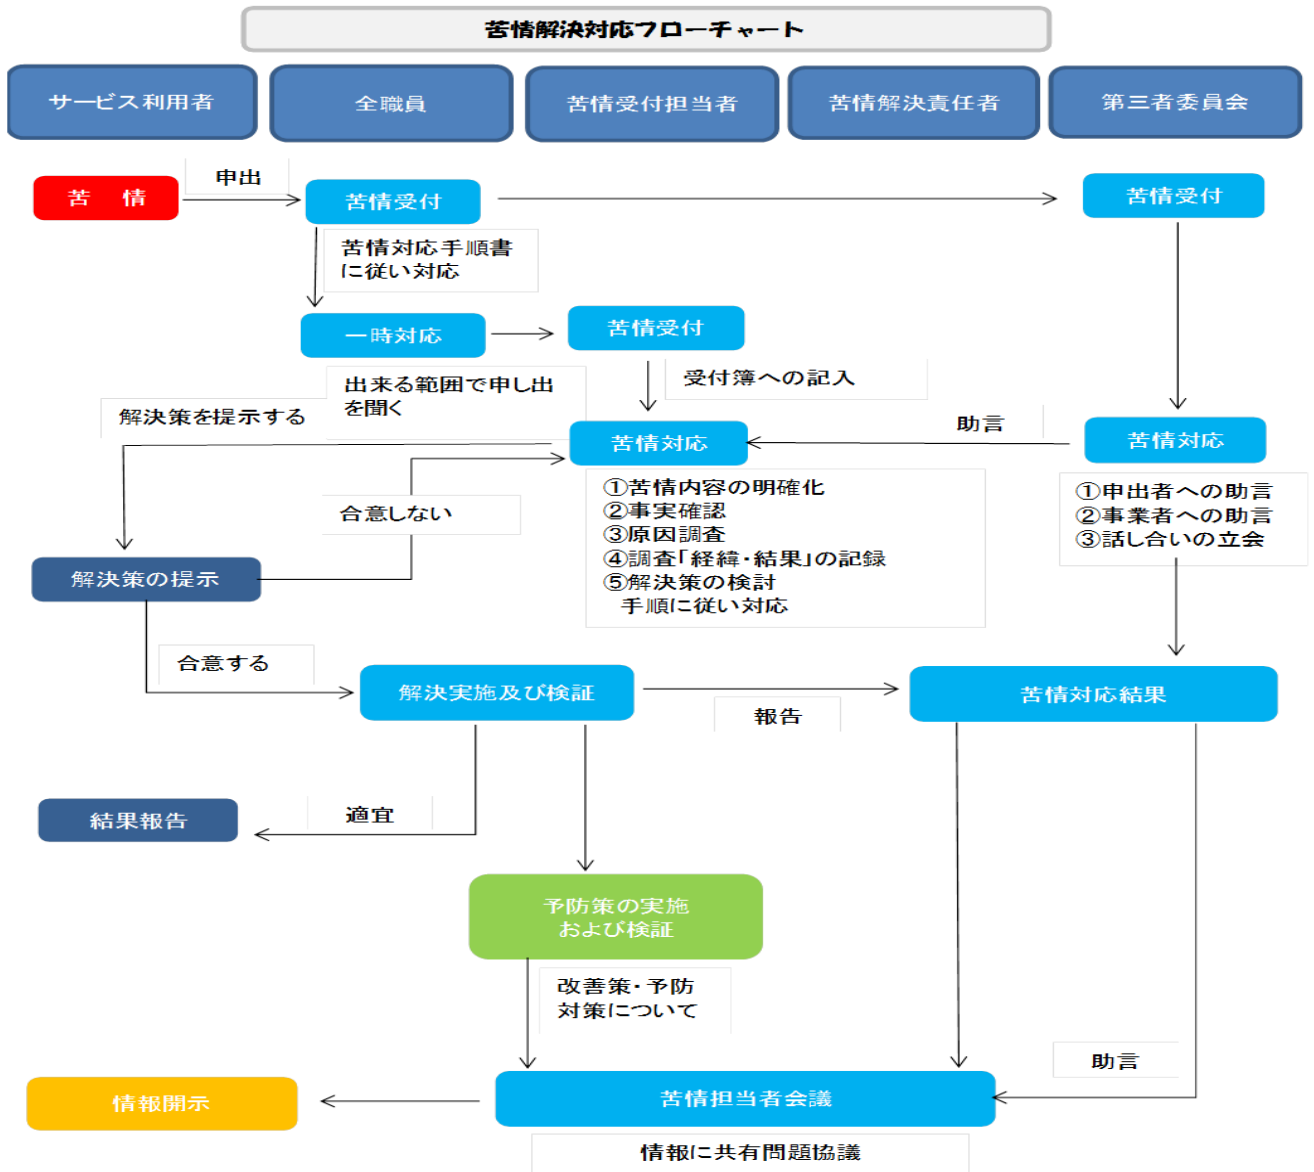 苦情解決対応フローチャート
サービス利用者
全職員
苦情受付担当者
苦情解決責任者
第三者委員会
苦 情
申出
苦情受付
苦情受付
苦情対応手順書
に従い対応
一時対応
苦情受付
出来る範囲で申し出
を聞く
受付簿への記入
解決策を提示する
苦情対応
助言
苦情対応
①苦情内容の明確化
②事実確認
③原因調査
④調査「経緯・結果」の記録
⑤解決策の検討
手順に従い対応
①申出者への助言
②事業者への助言
③話し合いの立会
合意しない
解決策の提示
合意する
解決実施及び検証
報告
苦情対応結果
結果報告
適宜
予防策の実施
および検証
改善策・予防
対策について
助言
情報開示
苦情担当者会議
情報に共有問題協議